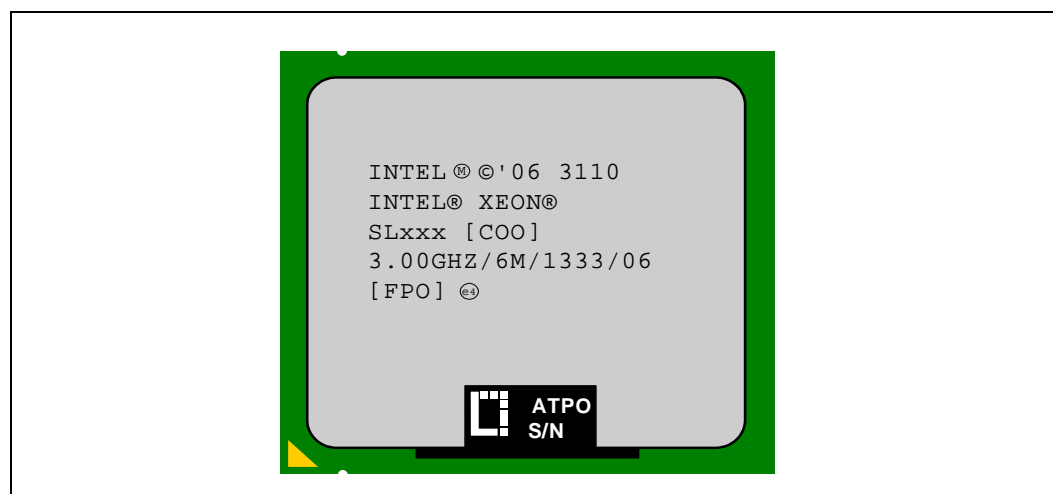 INTEL Ⓜ ©'06 3110
INTEL® XEON®
SLxxx [COO]
3.00GHZ/6M/1333/06
[FPO] ⓔ4
ATPO
S/N